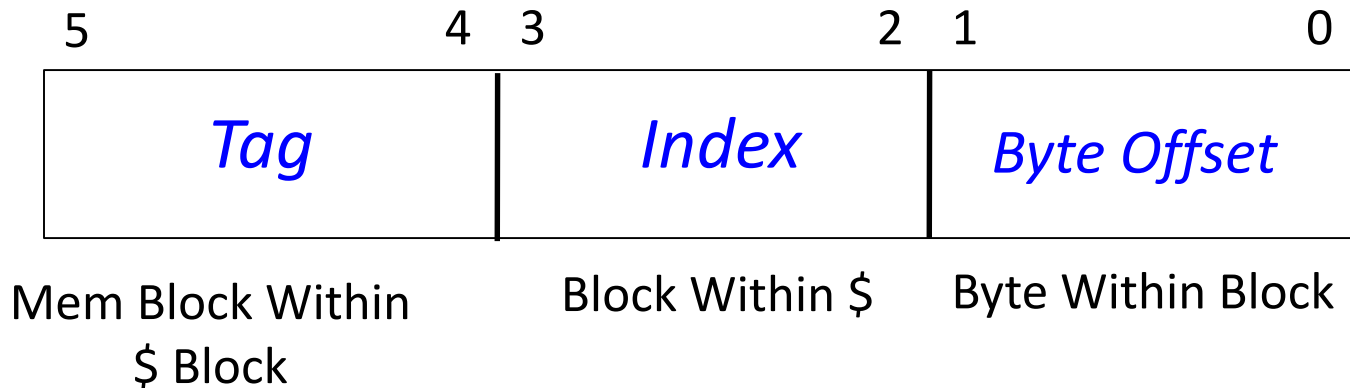 5 4 3 2 1 0
Tag Index Byte Offset
Mem Block Within Block Within $ Byte Within Block
$ Block